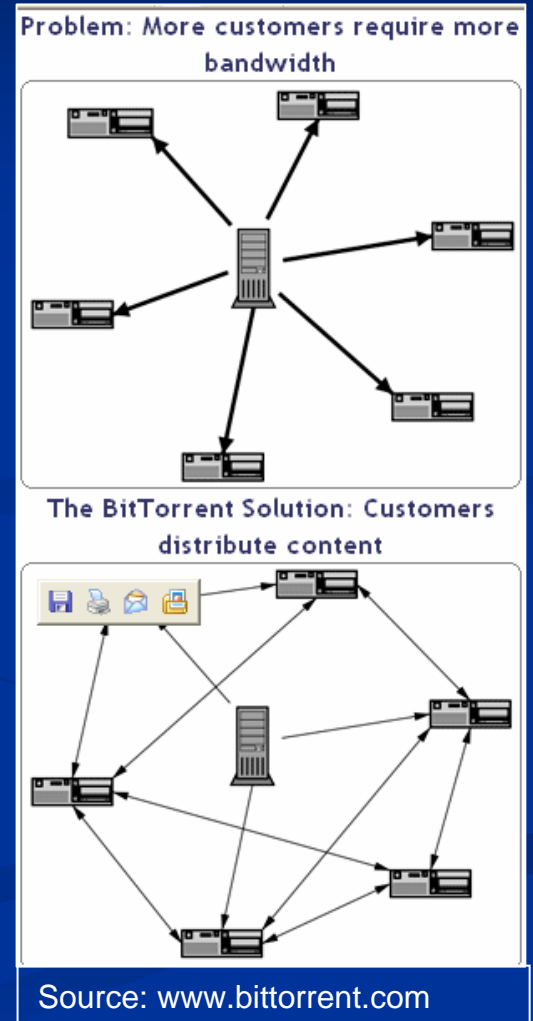 Problem: More customers require more
bandwidth
The BitTorrent Solution: Customers
distribute content
Source: www.bittorrent.com